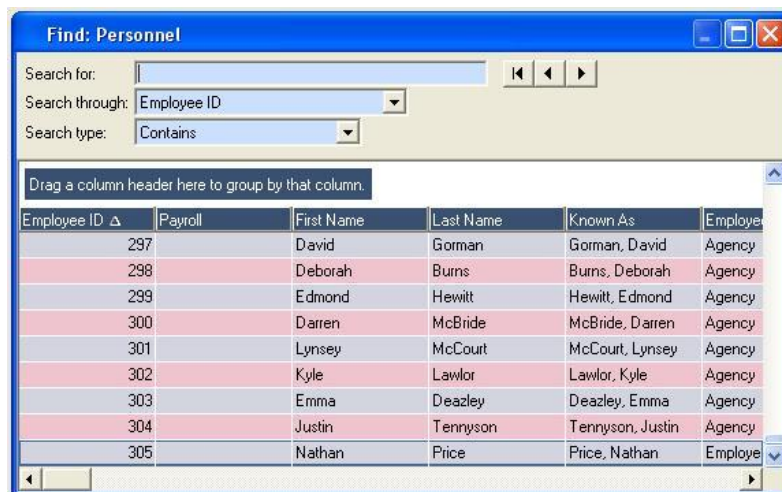 Find: Personnel
Search for:
Search through: Employee ID
Search type: Contains
Drag a column header here to group by that column.
Employee ID Payroll First Name Last Name Known As Employe
297 David Gorman Gorman, David Agency
298 Deborah Burns Burns, Deborah Agency
299 Edmond Hewitt Hewitt, Edmond Agency
300 Darren McBride McBride, Darren Agency
301 Lynsey McCourt McCourt, Lynsey Agency
302 Kyle Lawlor Lawlor, Kyle Agency
303 Emma Deazley Deazley, Emma Agency
304 Justin Tennyson Tennyson, Justin Agency
305 Nathan Price Price, Nathan Employe